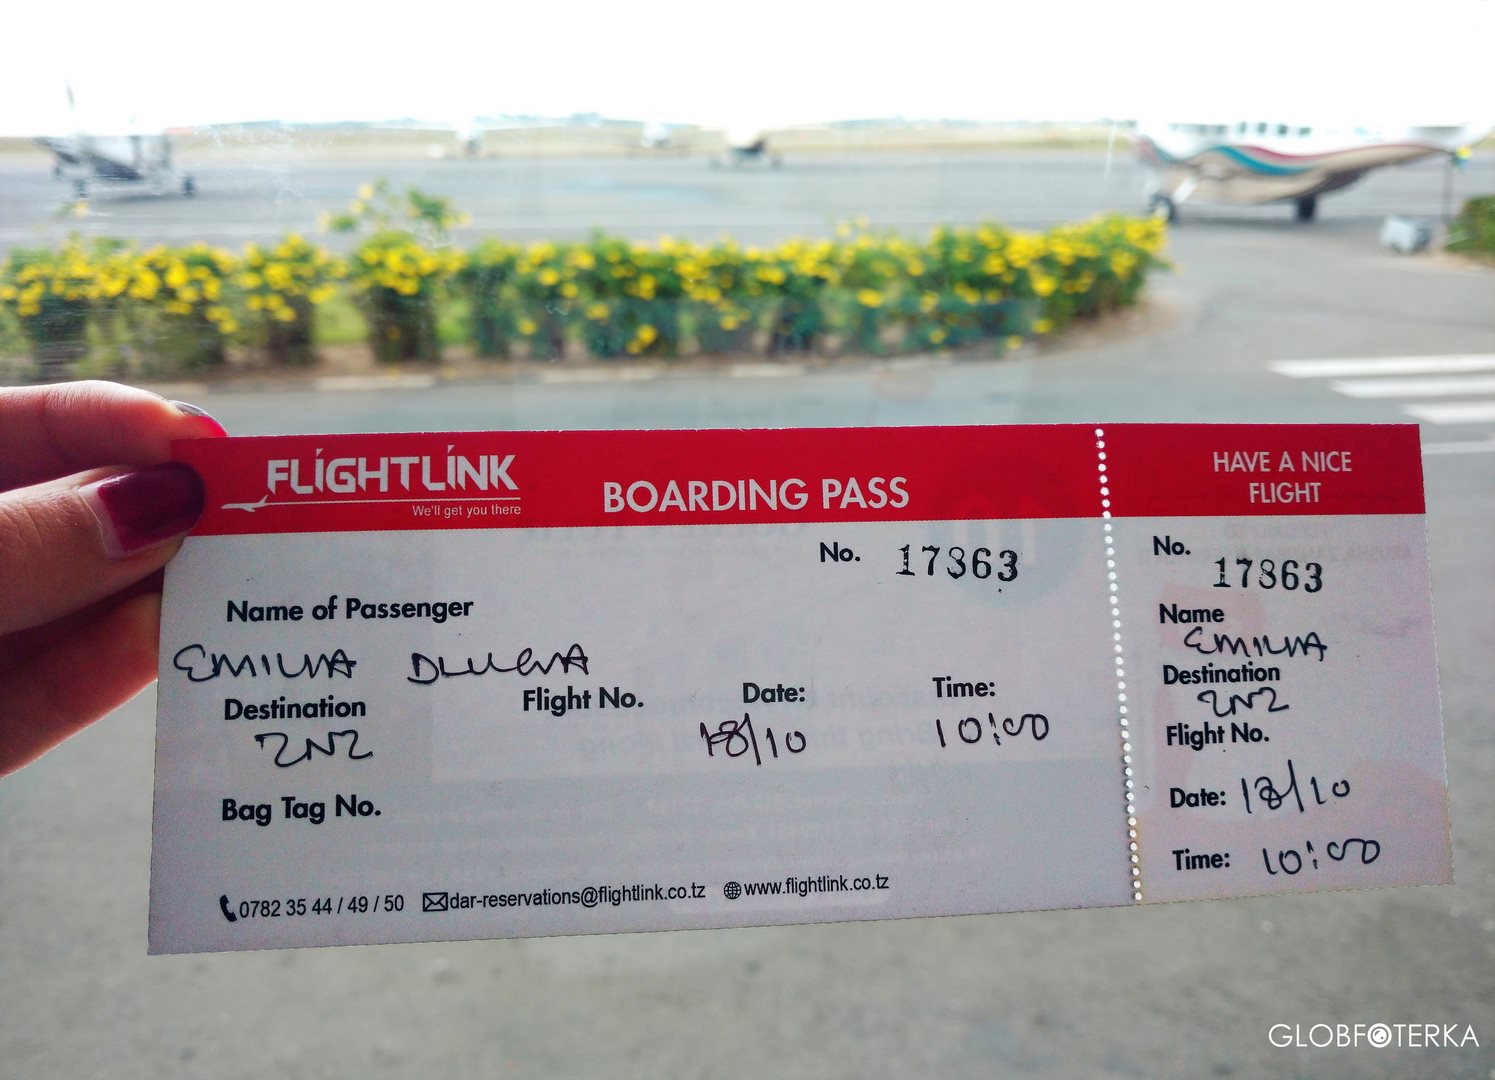 FLIGHTLINK
We'll get you there
BOARDING PASS
No. 17363
Name of Passenger
EMILIA DLUGA
Destination
ZNZ
Flight No.
Date:
18/10
Time:
10:00
Bag Tag No.
0782 35 44 / 49 / 50 dar-reservations@flightlink.co.tz www.flightlink.co.tz
HAVE A NICE
FLIGHT
No. 17363
Name
EMILIA
Destination
ZNZ
Flight No.
Date: 18/10
Time: 10:00
GLOBFOTERKA